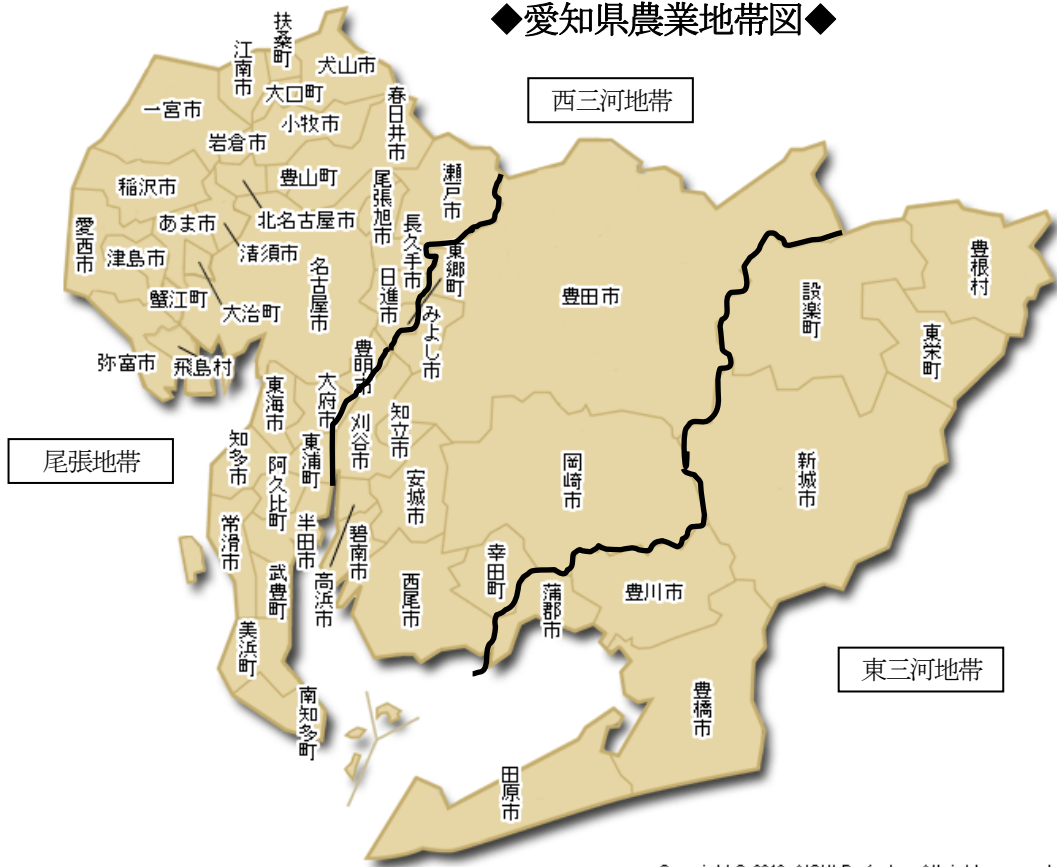 ◆愛知県農業地帯図◆
西三河地帯
扶桑町
江南市
犬山市
大口町
一宮市
春日井市
小牧市
岩倉市
豊山町
瀬戸市
稲沢市
尾張旭市
あま市
北名古屋市
愛西市
長久手市
津島市
清須市
東郷町
豊根村
名古屋市
日進市
蟹江町
豊田市
設楽町
大治町
みよし市
東栄町
弥富市
飛島村
豊明市
東海市
大府市
知立市
刈谷市
知多市
東浦町
尾張地帯
阿久比町
岡崎市
新城市
安城市
常滑市
半田市
碧南市
幸田町
武豊町
高浜市
西尾市
蒲郡市
豊川市
美浜町
東三河地帯
南知多町
豊橋市
田原市